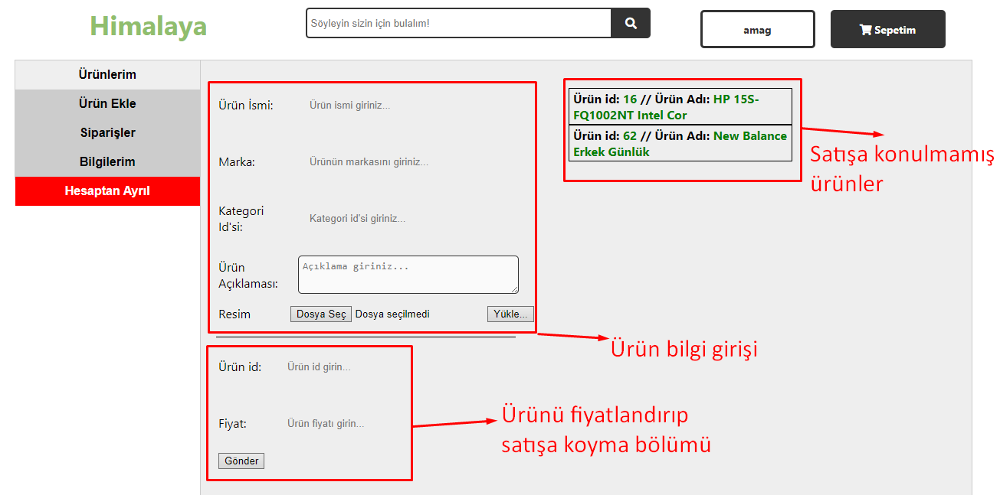 Himalaya
Söyleyin sizin için bulalım!
amag
Sepetim
Ürünlerim
Ürün Ekle
Siparişler
Bilgilerim
Hesaptan Ayrıl
Ürün İsmi:
Ürün ismi giriniz...
Marka:
Ürünün markasını giriniz...
Kategori
Id'si:
Kategori id'si giriniz...
Ürün
Açıklaması:
Açıklama giriniz...
Resim
Dosya Seç Dosya seçilmedi
Yükle...
Ürün id: 16 // Ürün Adı: HP 15S-
FQ1002NT Intel Cor
Ürün id: 62 // Ürün Adı: New Balance
Erkek Günlük
Satışa konulmamış
ürünler
Ürün bilgi girişi
Ürün id:
Ürün id girin...
Fiyat:
Ürün fiyatı girin...
Gönder
Ürünü fiyatlandırıp
satışa koyma bölümü